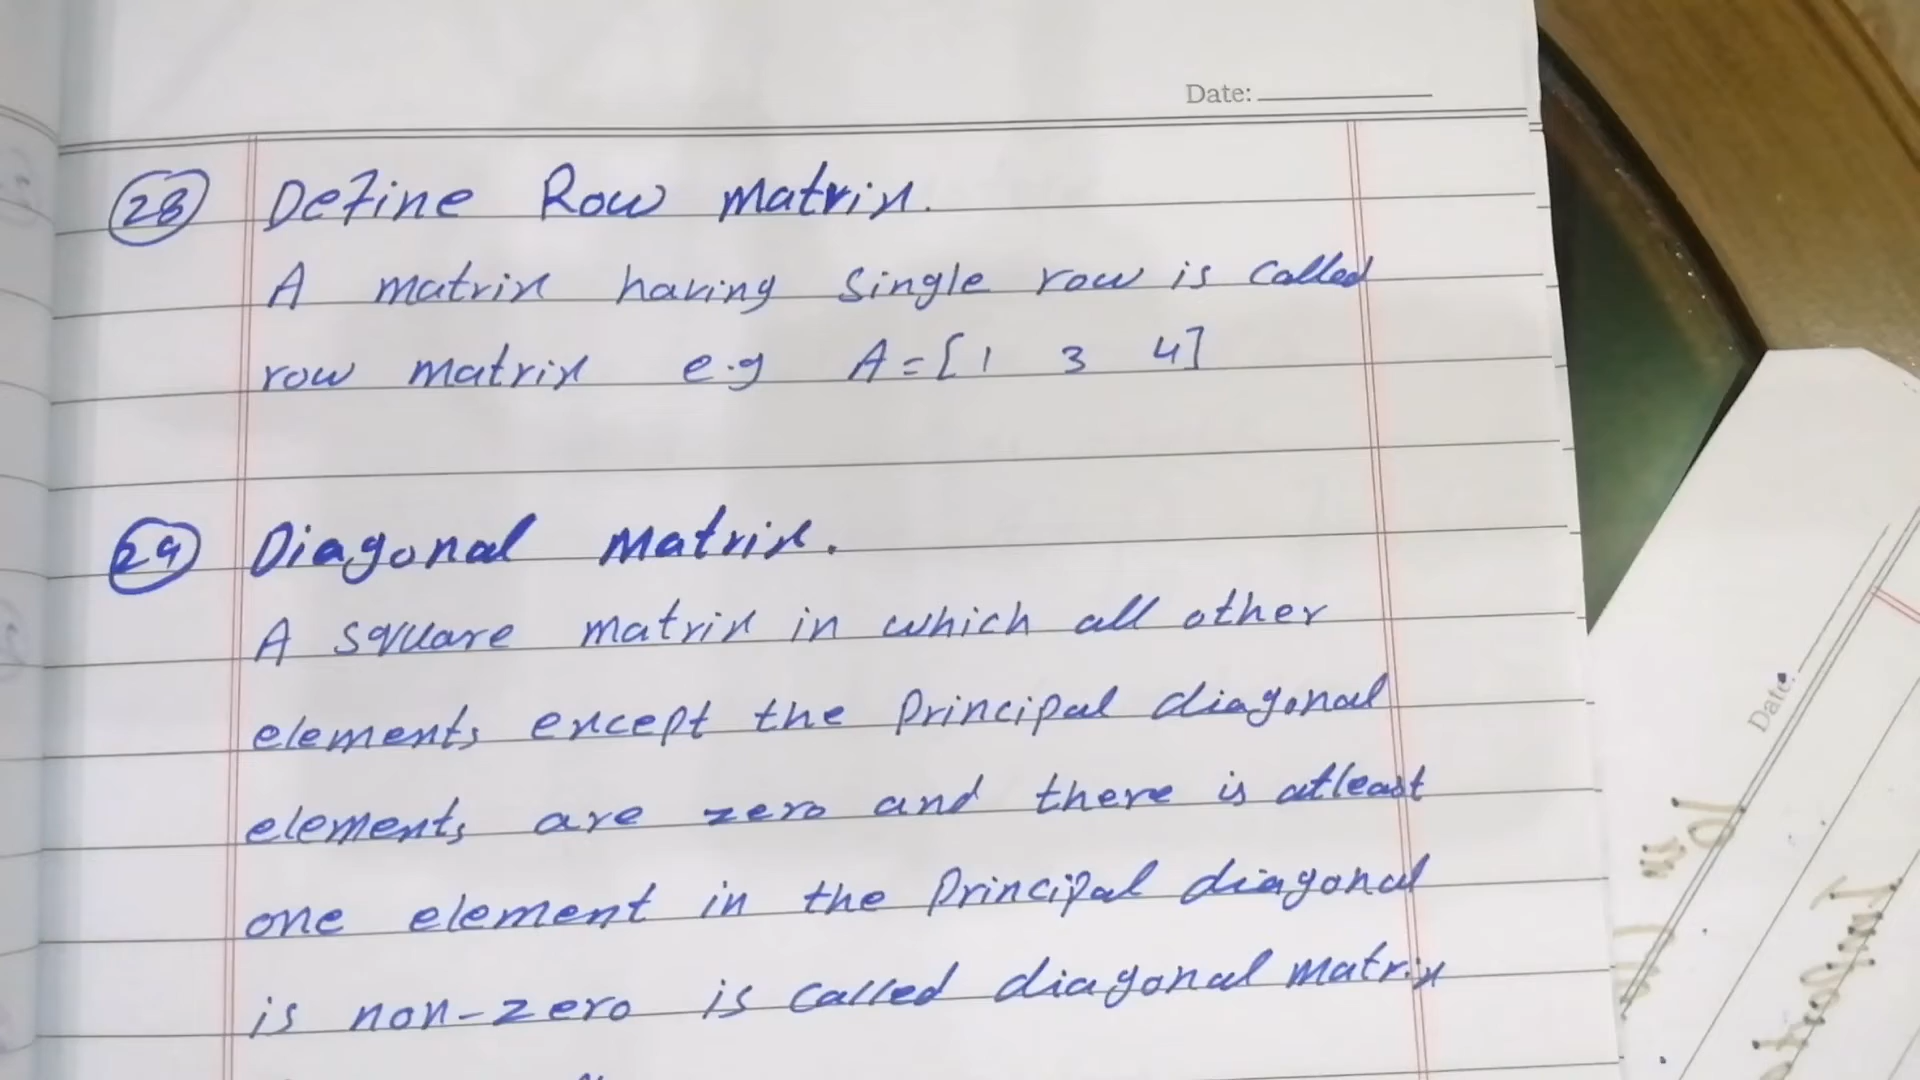 Date:
28 Define Row Matrix.
A matrix having single row is called
row matrix e.g A = [1 3 4]
29 Diagonal Matrix.
A square matrix in which all other
elements except the principal diagonal
elements are zero and there is atleast
one element in the principal diagonal
is non-zero is called diagonal matrix
Date: